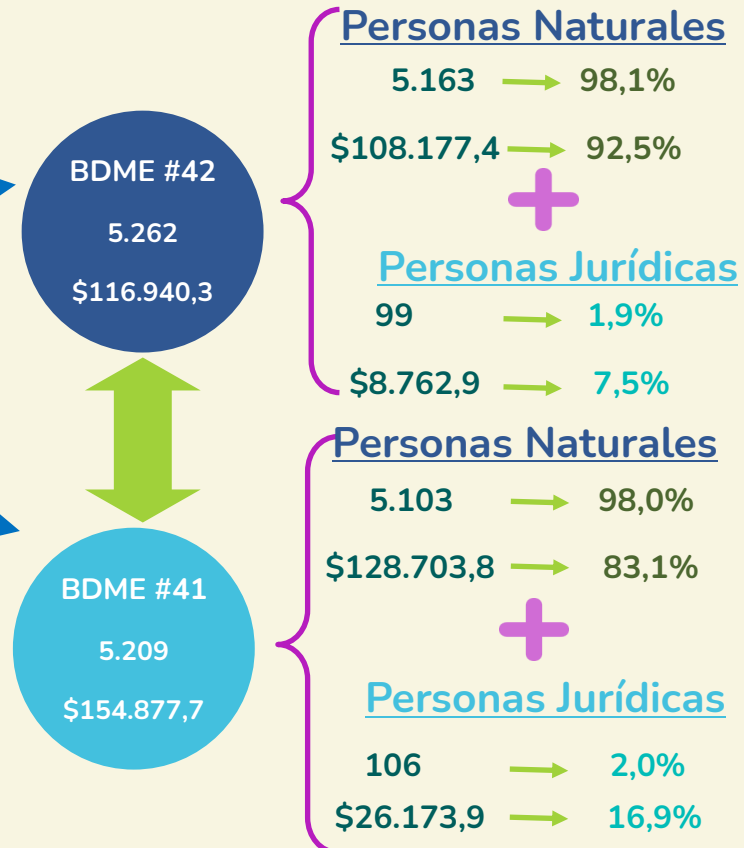 BDME #42
5.262
$116.940,3
Personas Naturales
5.163 98,1%
$108.177,4 92,5%
Personas Jurídicas
99 1,9%
$8.762,9 7,5%
BDME #41
5.209
$154.877,7
Personas Naturales
5.103 98,0%
$128.703,8 83,1%
Personas Jurídicas
106 2,0%
$26.173,9 16,9%